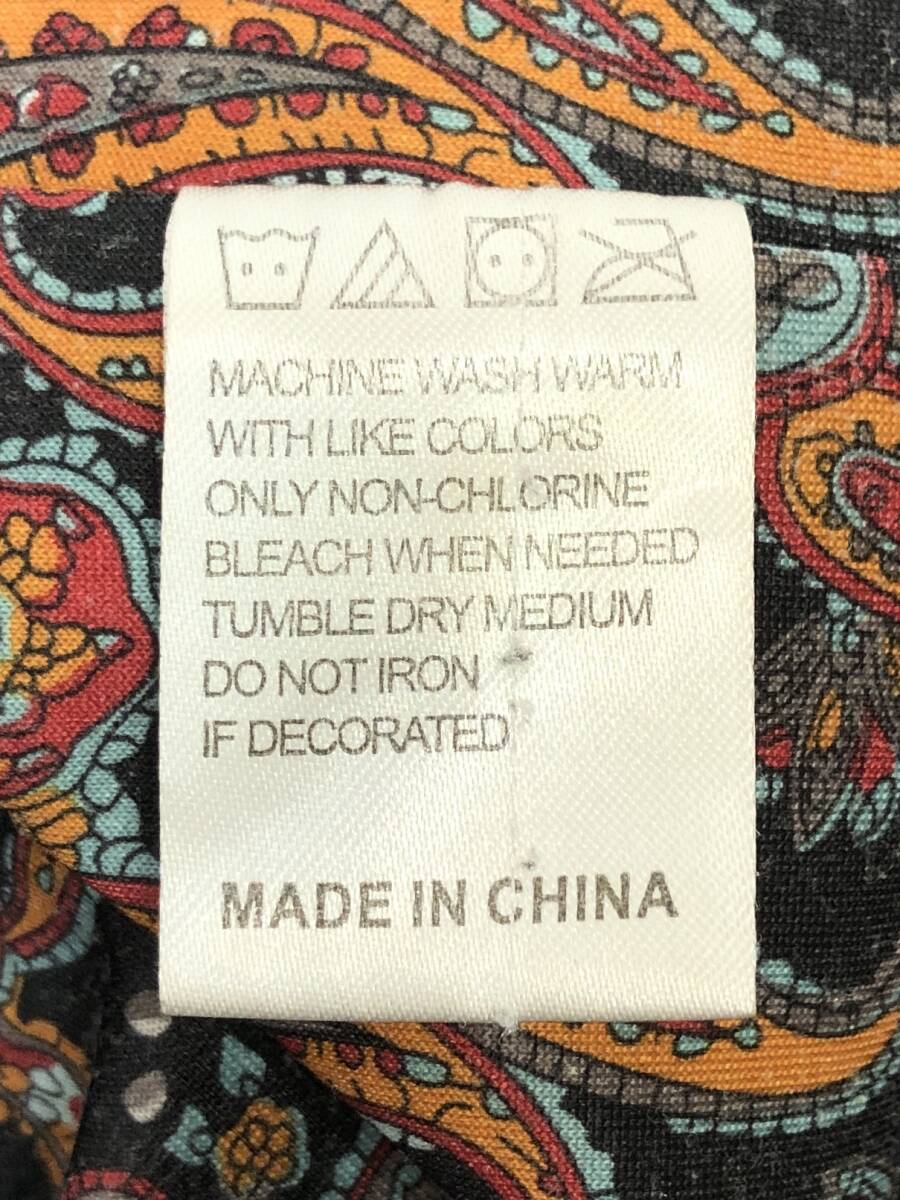 MACHINE WASH WARM
WITH LIKE COLORS
ONLY NON-CHLORINE
BLEACH WHEN NEEDED
TUMBLE DRY MEDIUM
DO NOT IRON
IF DECORATED
MADE IN CHINA